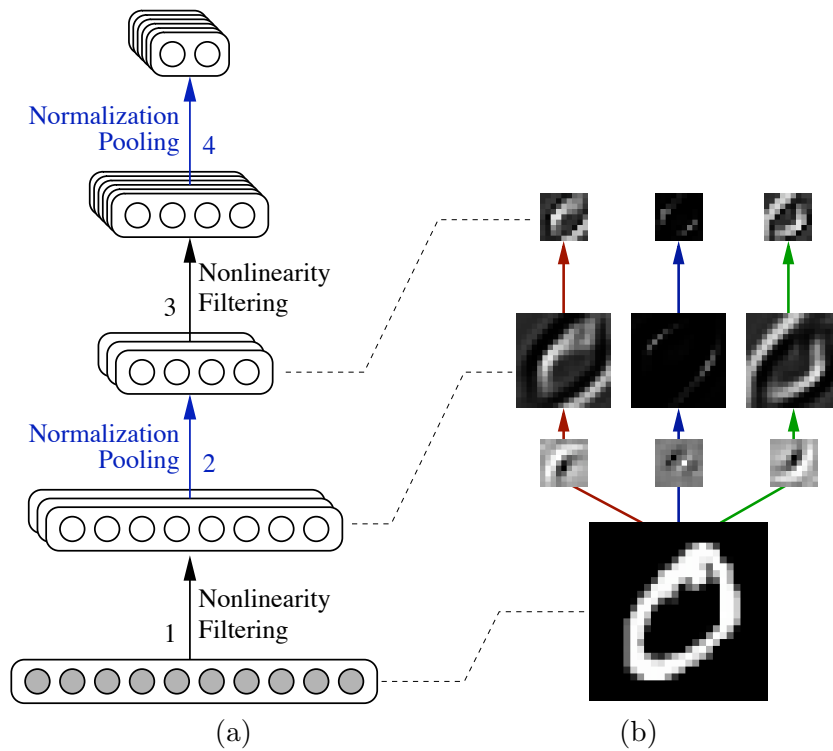 Normalization
Pooling
4
Nonlinearity
Filtering
3
Normalization
Pooling
2
Nonlinearity
Filtering
1
(a)
(b)